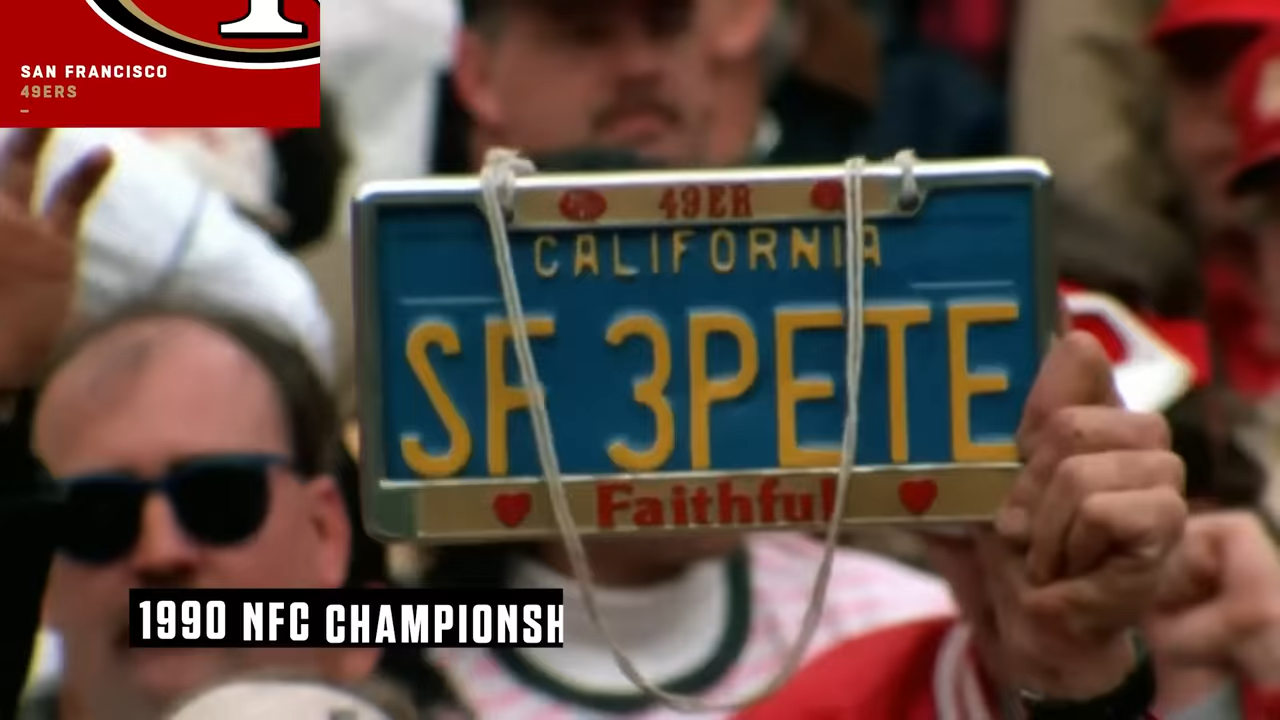 SAN FRANCISCO
49ERS
49ER
CALIFORNIA
SF 3PETE
Faithful
1990 NFC CHAMPIONSH